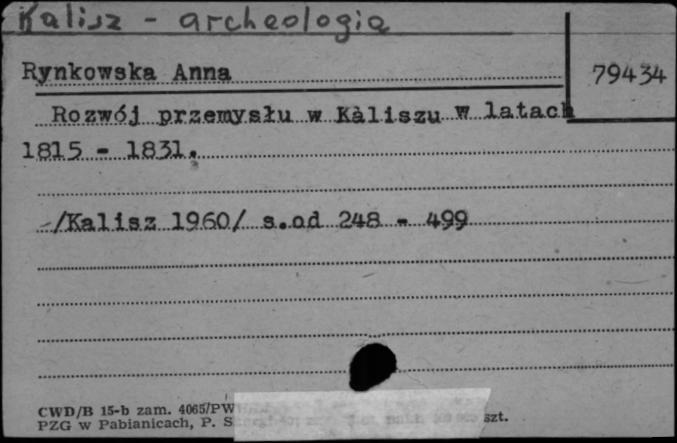 Kalisz - archeologia
Rynkowska Anna
79434
Rozwój przemysłu w Kaliszu w latach
1815 - 1831.
/Kalisz 1960/ s.od 248 - 499
CWD/B 15-b zam. 4065/PW
PZG w Pabianicach, P. S szt.